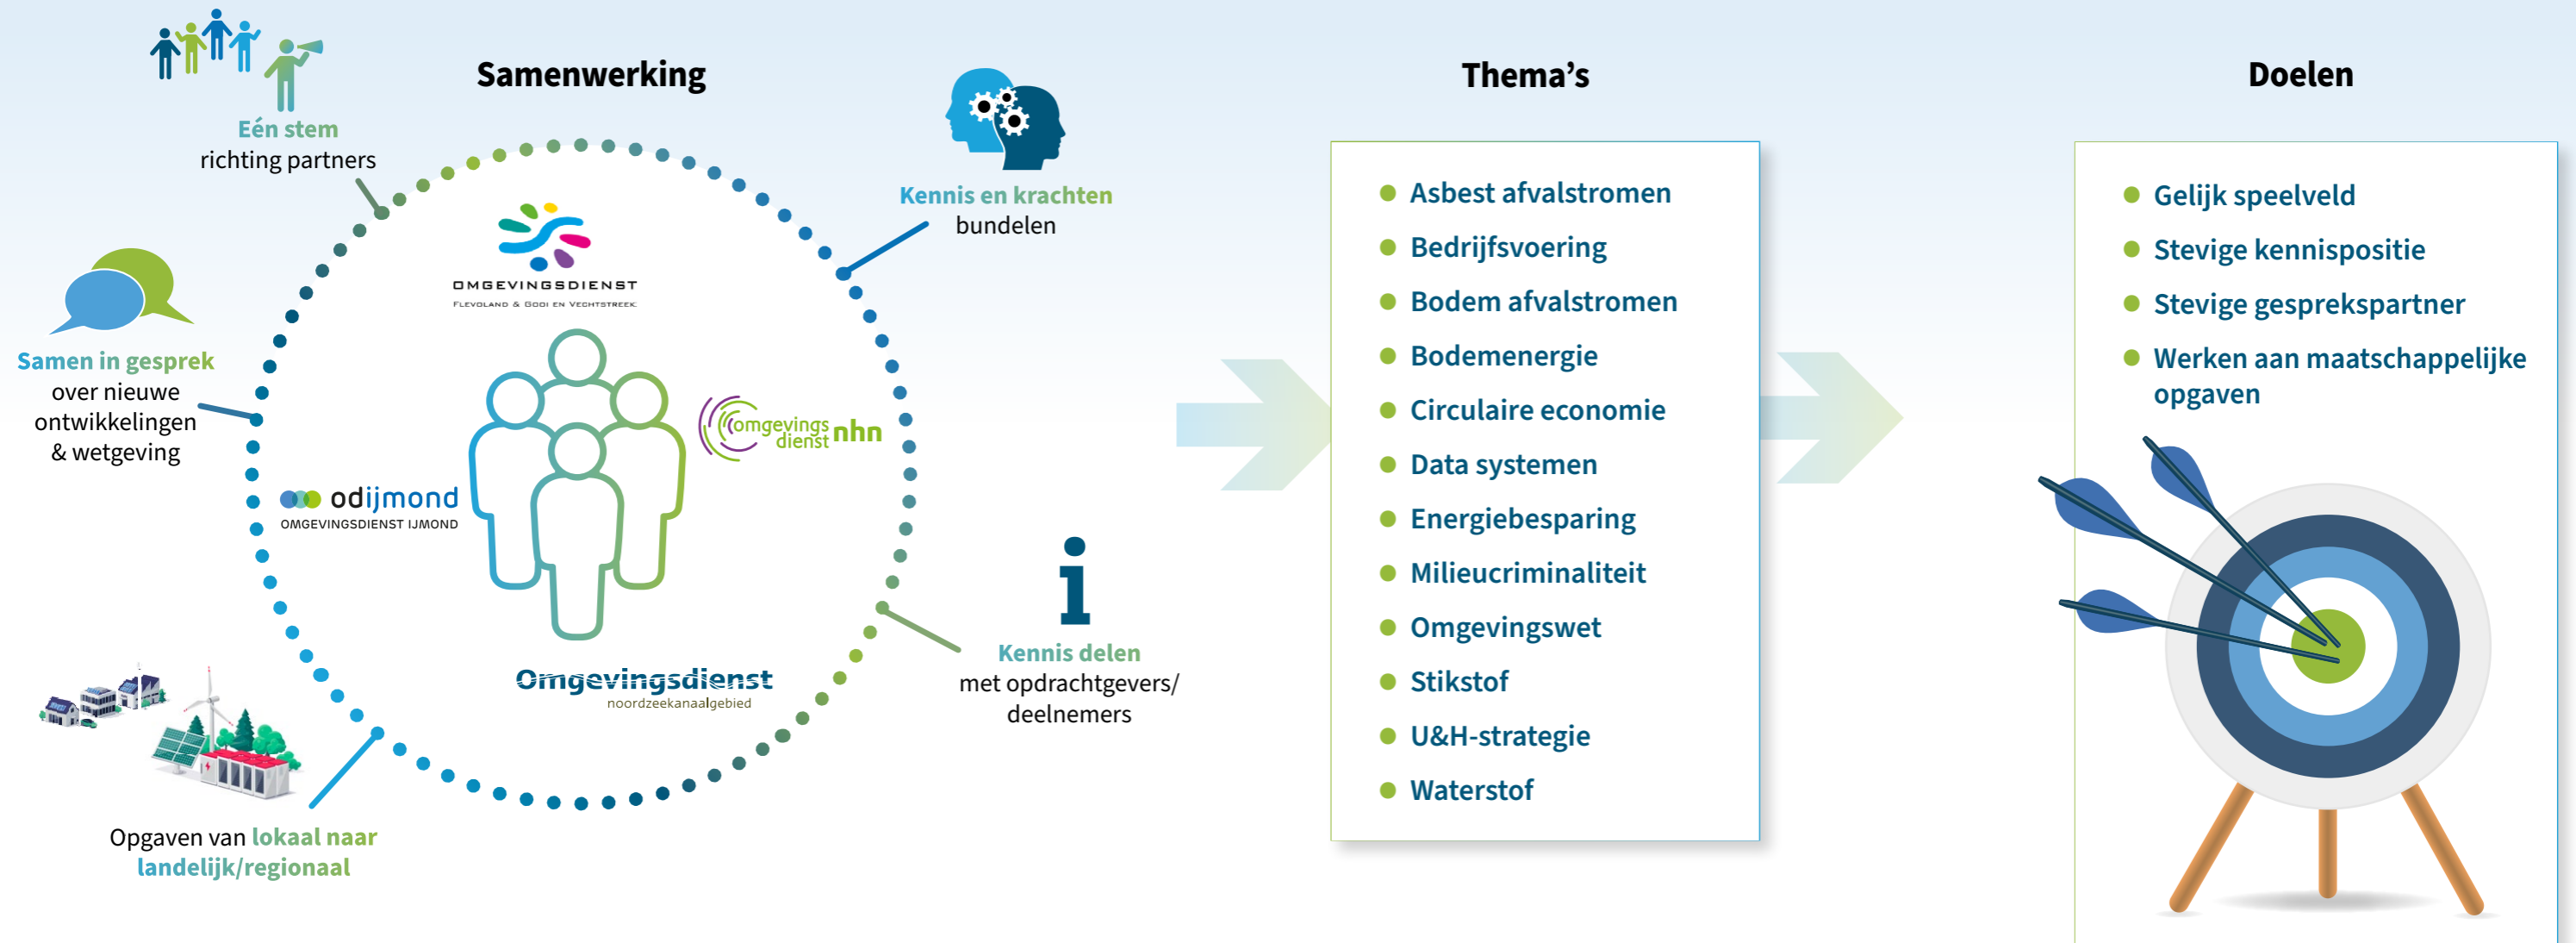 Samenwerking
Eén stem
richting partners
Kennis en krachten
bundelen
Samen in gesprek
over nieuwe
ontwikkelingen
& wetgeving
OMGEVINGSDIENST
FLEVOLAND & GOOI EN VECHTSTREEK
omgevings
dienst nhn
odijmond
OMGEVINGSDIENST IJMOND
Omgevingsdienst
noordzeekanaalgebied
Kennis delen
met opdrachtgevers/
deelnemers
Opgaven van lokaal naar
landelijk/regionaal
Thema's
Asbest afvalstromen
Bedrijfsvoering
Bodem afvalstromen
Bodemenergie
Circulaire economie
Data systemen
Energiebesparing
Milieucriminaliteit
Omgevingswet
Stikstof
U&H-strategie
Waterstof
Doelen
Gelijk speelveld
Stevige kennispositie
Stevige gesprekspartner
Werken aan maatschappelijke
opgaven